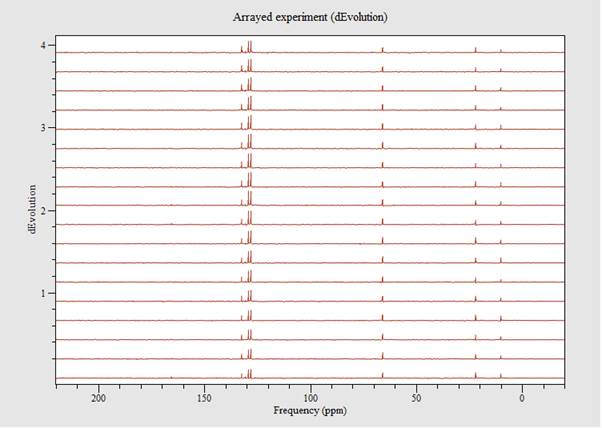 Arrayed experiment (dEvolution)
4
3
2
1
dEvolution
200 150 100 50 0
Frequency (ppm)